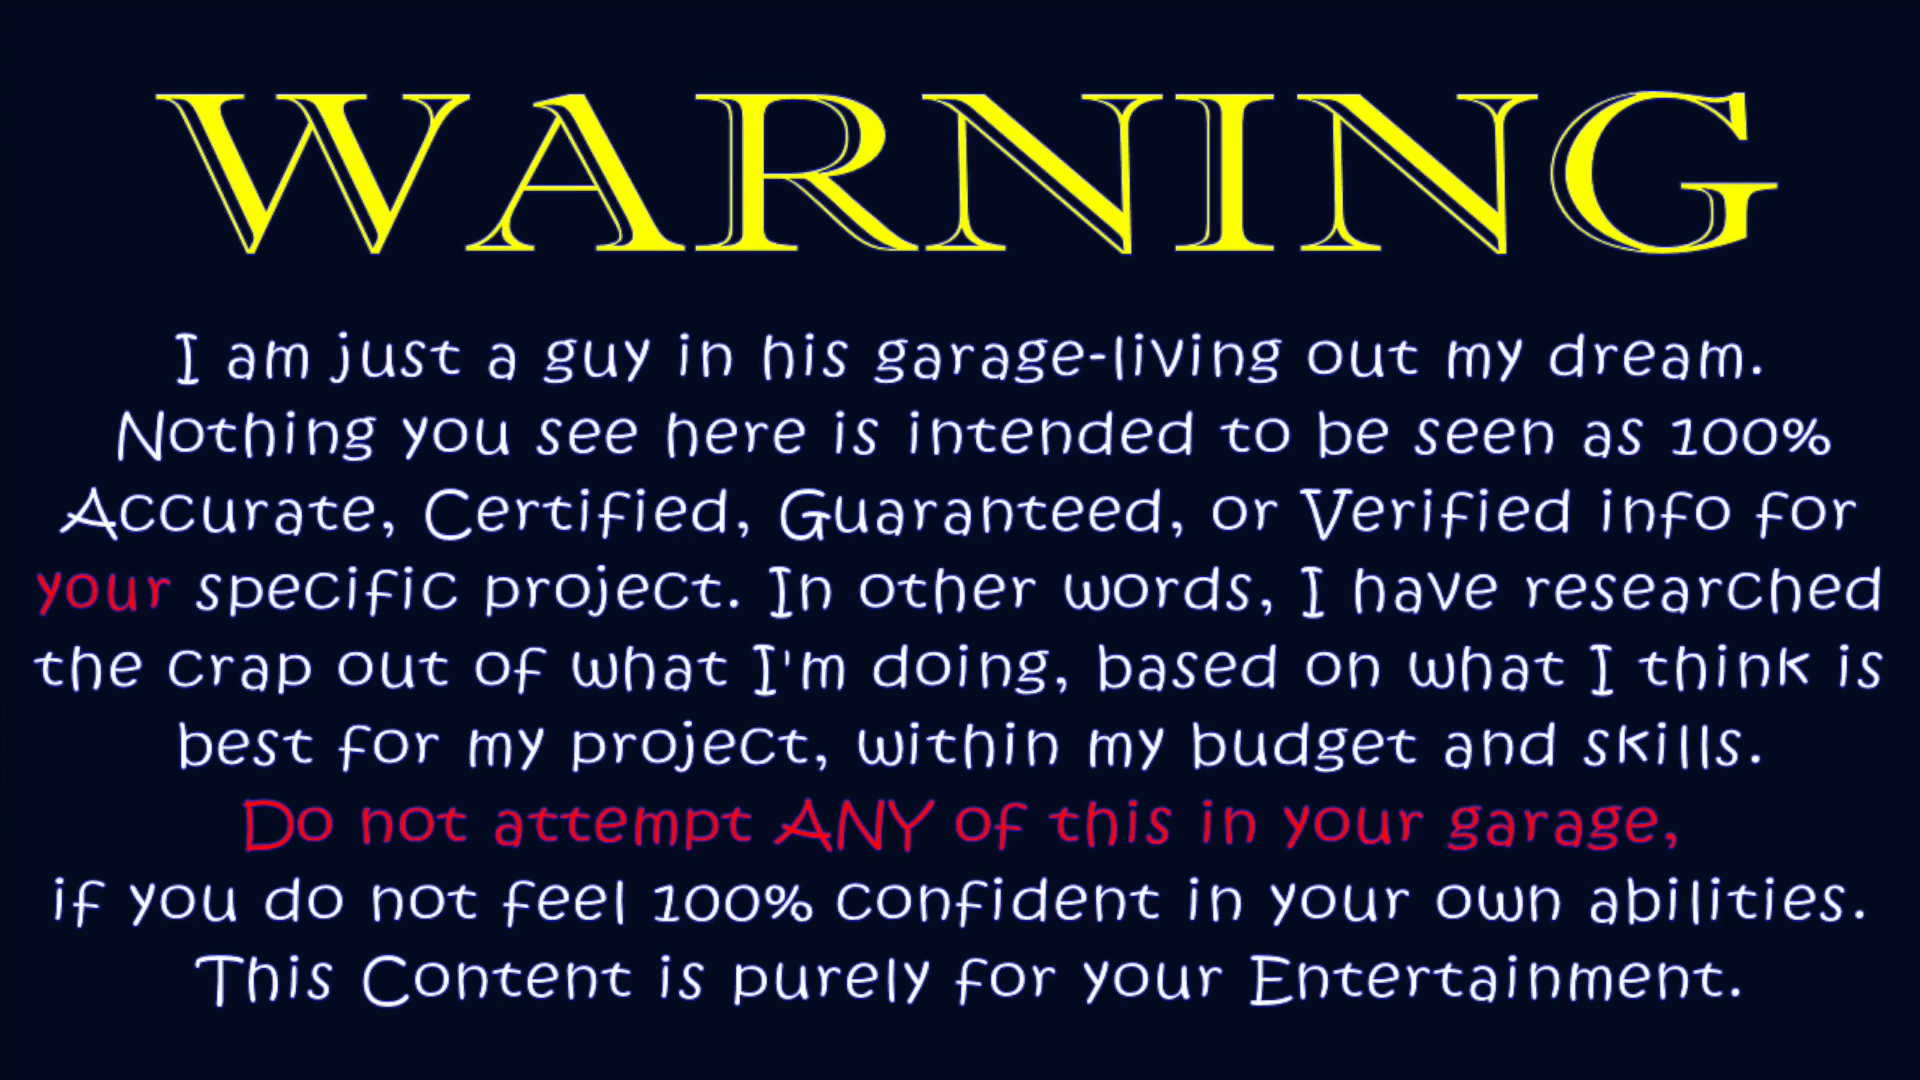 WARNING
I am just a guy in his garage-living out my dream.
Nothing you see here is intended to be seen as 100%
Accurate, Certified, Guaranteed, or Verified info for
your specific project. In other words, I have researched
the crap out of what I'm doing, based on what I think is
best for my project, within my budget and skills.
Do not attempt ANY of this in your garage,
if you do not feel 100% confident in your own abilities.
This Content is purely for your Entertainment.